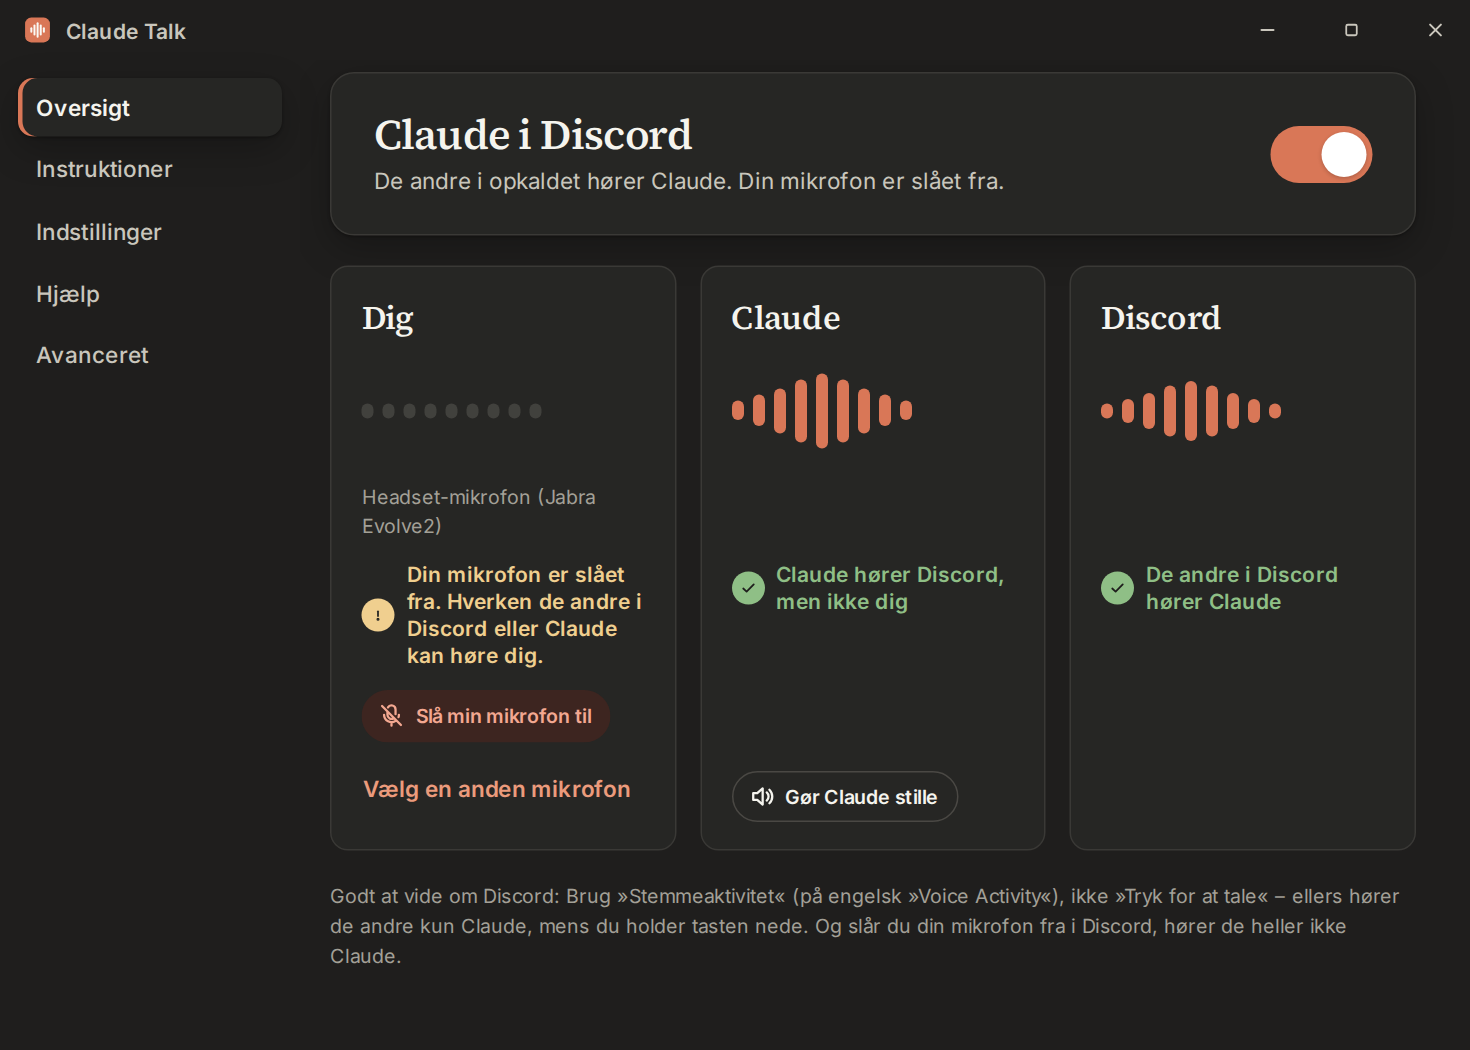 Claude Talk
Oversigt
Instruktioner
Indstillinger
Hjælp
Avanceret
Claude i Discord
De andre i opkaldet hører Claude. Din mikrofon er slået fra.
Dig
Headset-mikrofon (Jabra
Evolve2)
Din mikrofon er slået
fra. Hverken de andre i
Discord eller Claude
kan høre dig.
Slå min mikrofon til
Vælg en anden mikrofon
Claude
Claude hører Discord,
men ikke dig
Gør Claude stille
Discord
De andre i Discord
hører Claude
Godt at vide om Discord: Brug »Stemmeaktivitet« (på engelsk »Voice Activity«), ikke »Tryk for at tale« – ellers hører
de andre kun Claude, mens du holder tasten nede. Og slår du din mikrofon fra i Discord, hører de heller ikke
Claude.